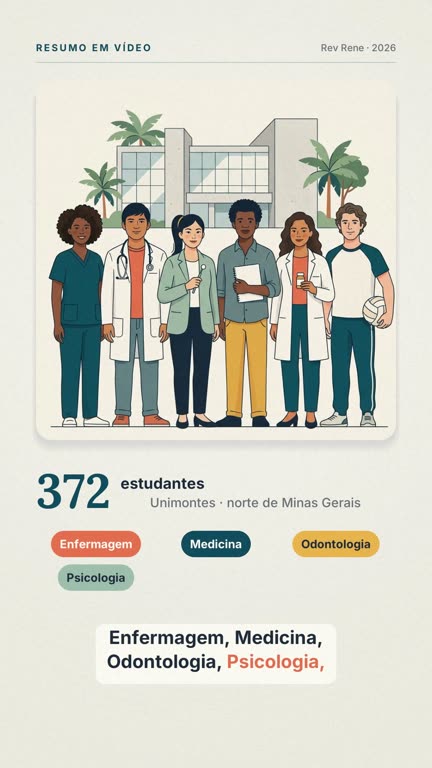 RESUMO EM VÍDEO
Rev Rene · 2026
372 estudantes
Unimontes · norte de Minas Gerais
Enfermagem
Medicina
Odontologia
Psicologia
Enfermagem, Medicina,
Odontologia, Psicologia,